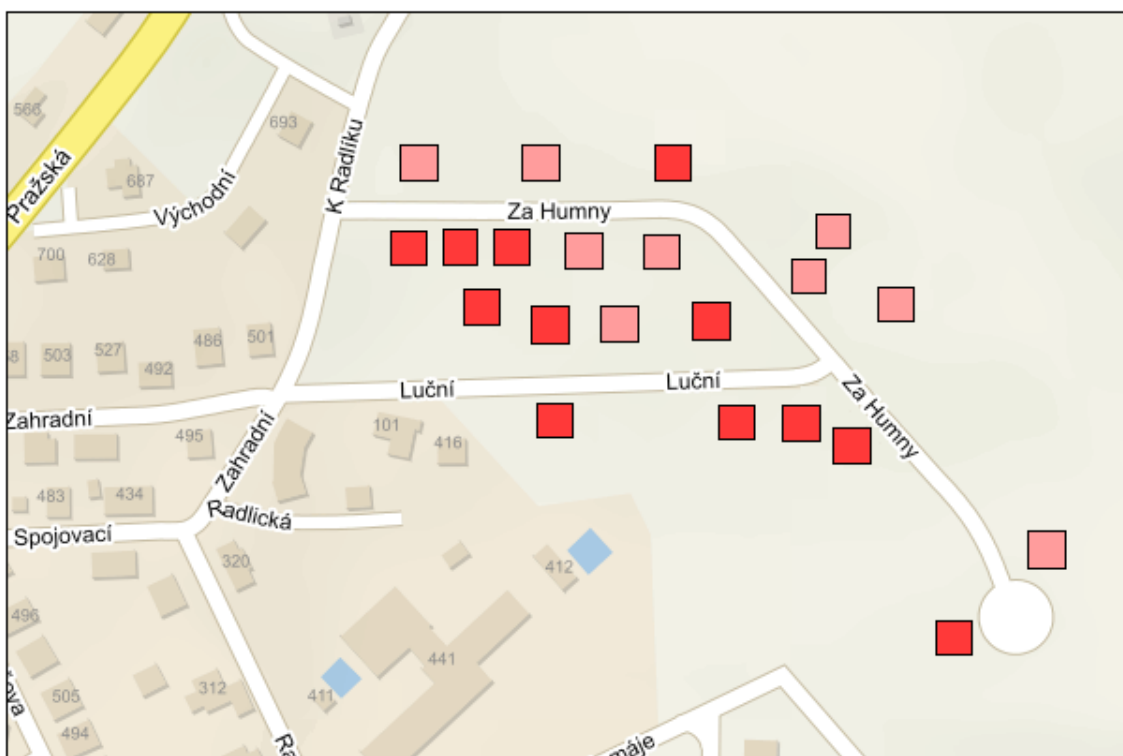 566
Pražská
693
K Radlíku
687
Východní
Za Humny
700
628
68
503
527
492
486
501
Luční
Luční
Za Humny
Zahradní
495
Zahradní
101
416
483
434
Radlická
Spojovací
320
412
496
441
505
312
411
494